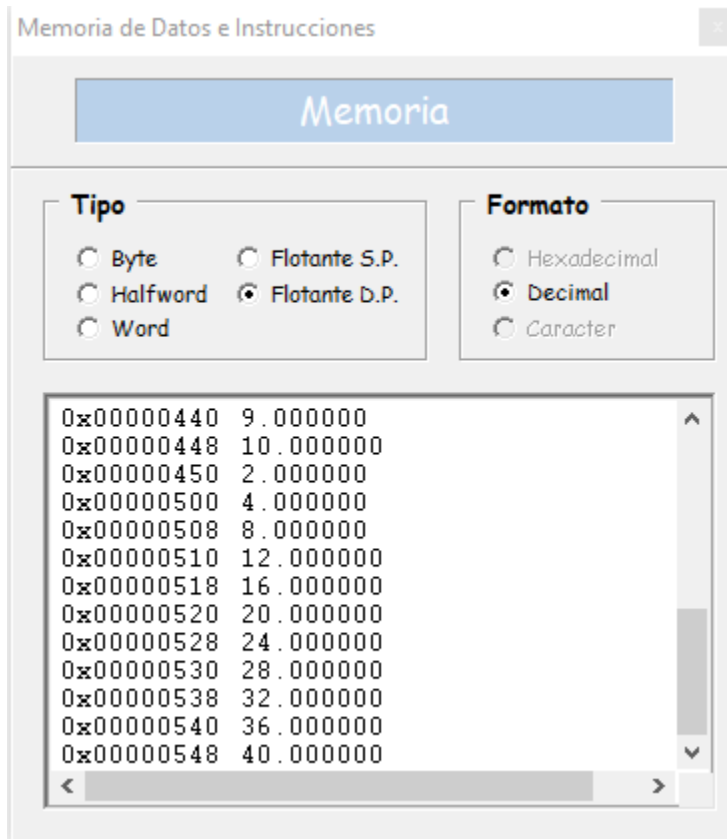 Memoria de Datos e Instrucciones
x
Memoria
Tipo
Byte
Flotante S.P.
Halfword
Flotante D.P.
Word
Formato
Hexadecimal
Decimal
Caracter
0x00000440 9.000000
0x00000448 10.000000
0x00000450 2.000000
0x00000500 4.000000
0x00000508 8.000000
0x00000510 12.000000
0x00000518 16.000000
0x00000520 20.000000
0x00000528 24.000000
0x00000530 28.000000
0x00000538 32.000000
0x00000540 36.000000
0x00000548 40.000000